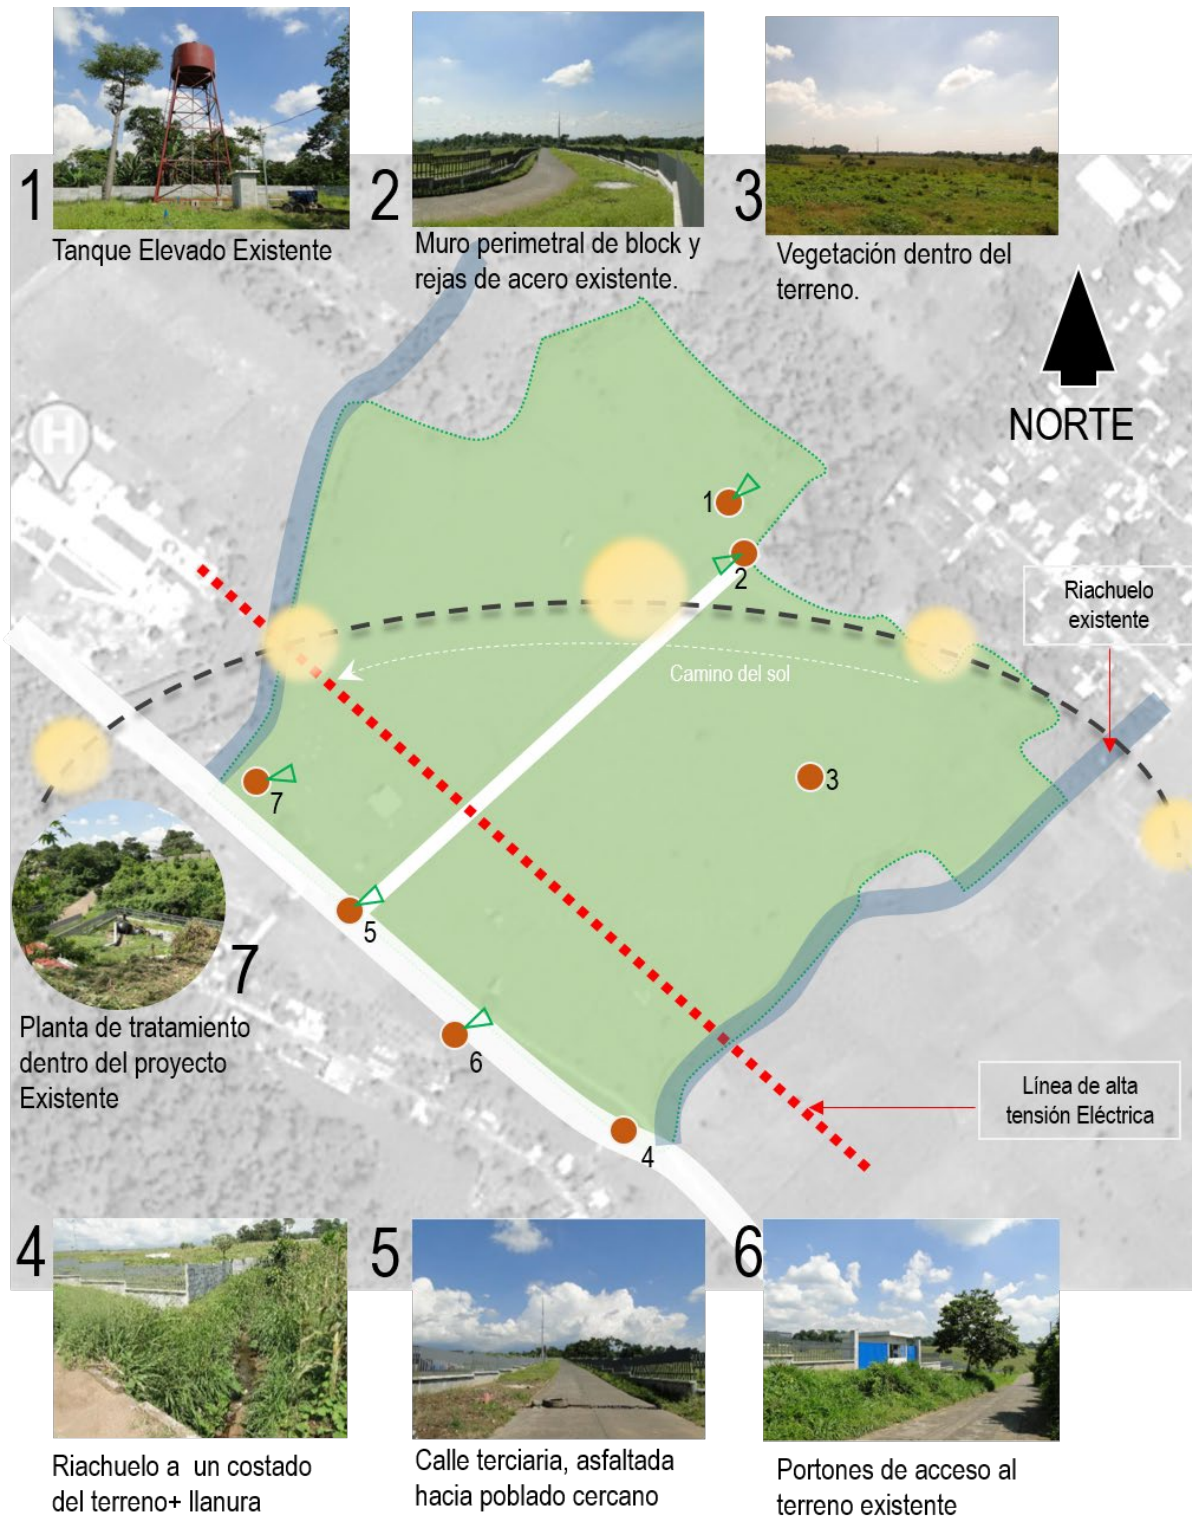 1
Tanque Elevado Existente
2
Muro perimetral de block y
rejas de acero existente.
3
Vegetación dentro del
terreno.
NORTE
H
1
2
Riachuelo
existente
Camino del sol
3
7
5
6
4
7
Planta de tratamiento
dentro del proyecto
Existente
Línea de alta
tensión Eléctrica
4
Riachuelo a un costado
del terreno+ llanura
5
Calle terciaria, asfaltada
hacia poblado cercano
6
Portones de acceso al
terreno existente